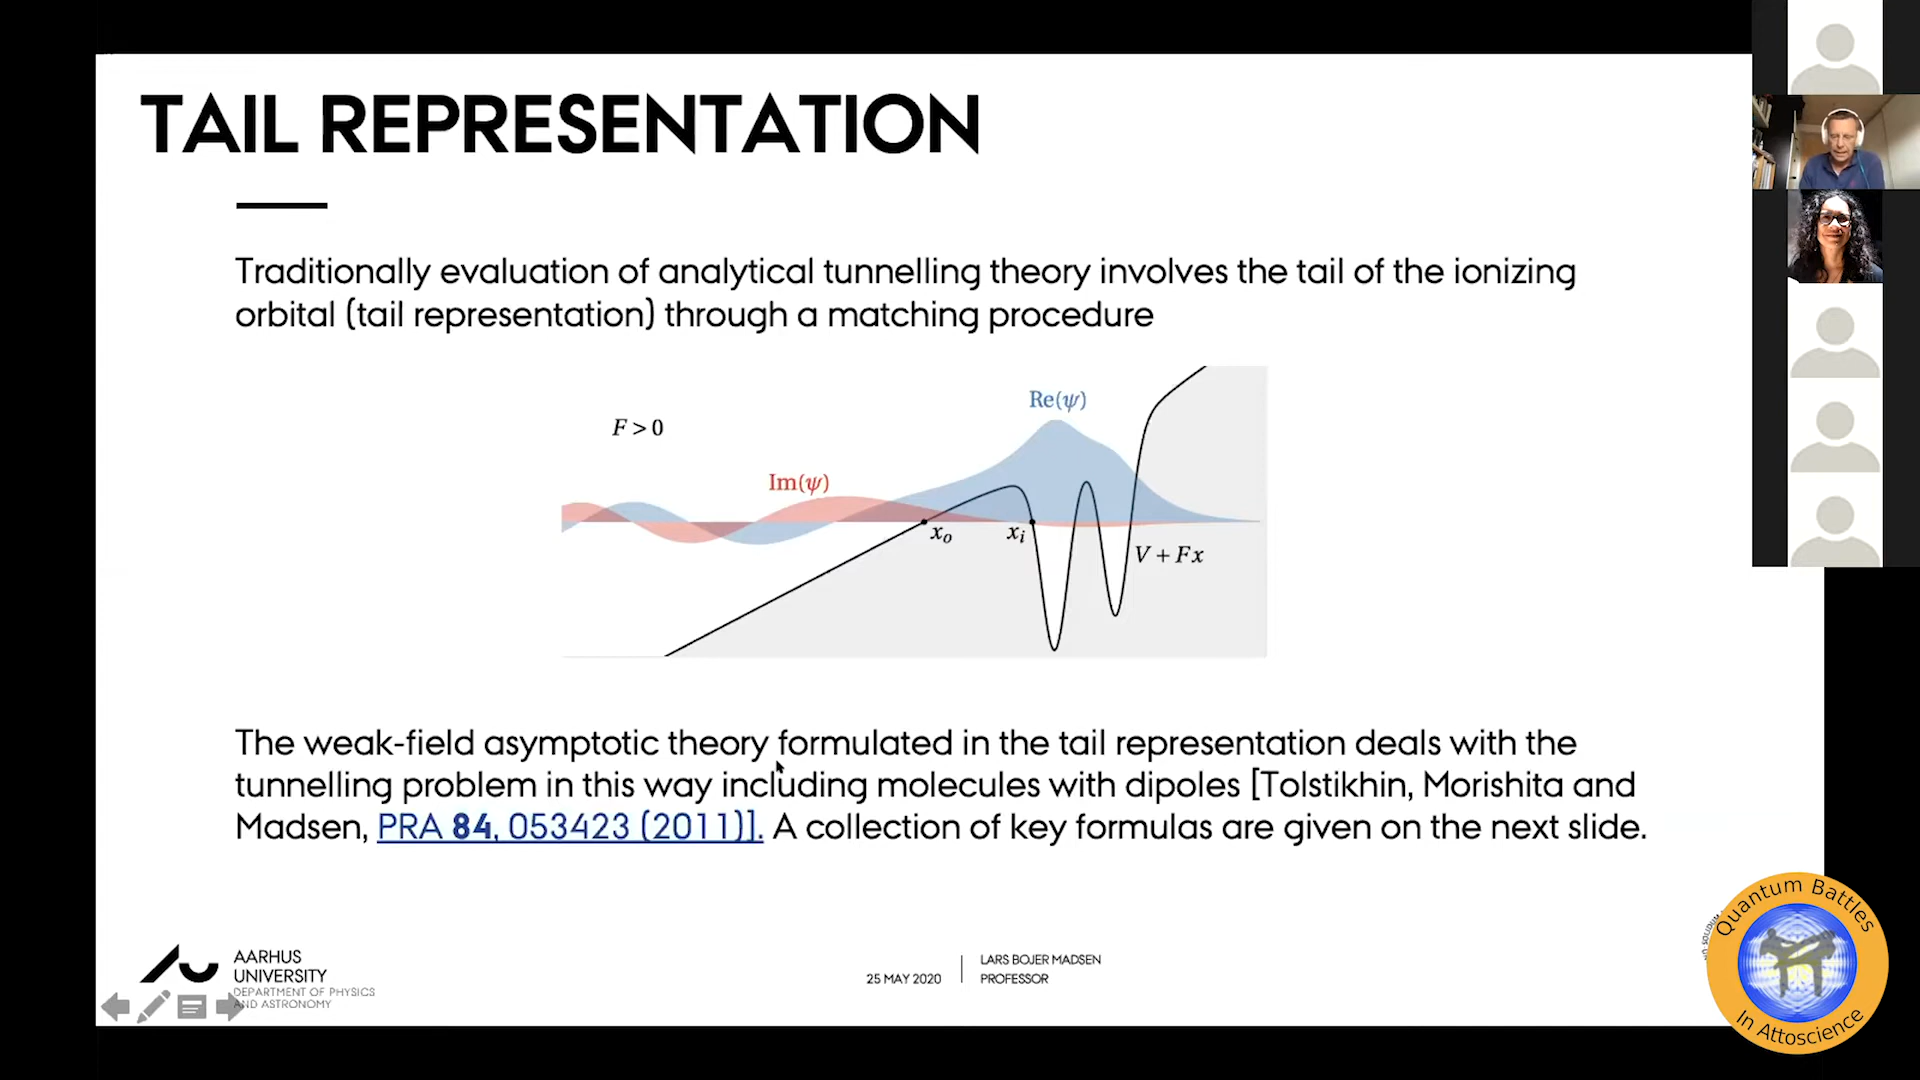 TAIL REPRESENTATION
Traditionally evaluation of analytical tunnelling theory involves the tail of the ionizing
orbital (tail representation) through a matching procedure
Re(ψ)
F > 0
Im(ψ)
x_o
x_i
V + Fx
The weak-field asymptotic theory formulated in the tail representation deals with the
tunnelling problem in this way including molecules with dipoles [Tolstikhin, Morishita and
Madsen, PRA 84, 053423 (2011)]. A collection of key formulas are given on the next slide.
AARHUS
UNIVERSITY
DEPARTMENT OF PHYSICS
AND ASTRONOMY
25 MAY 2020
LARS BOJER MADSEN
PROFESSOR
Quantum Battles
In Attoscience